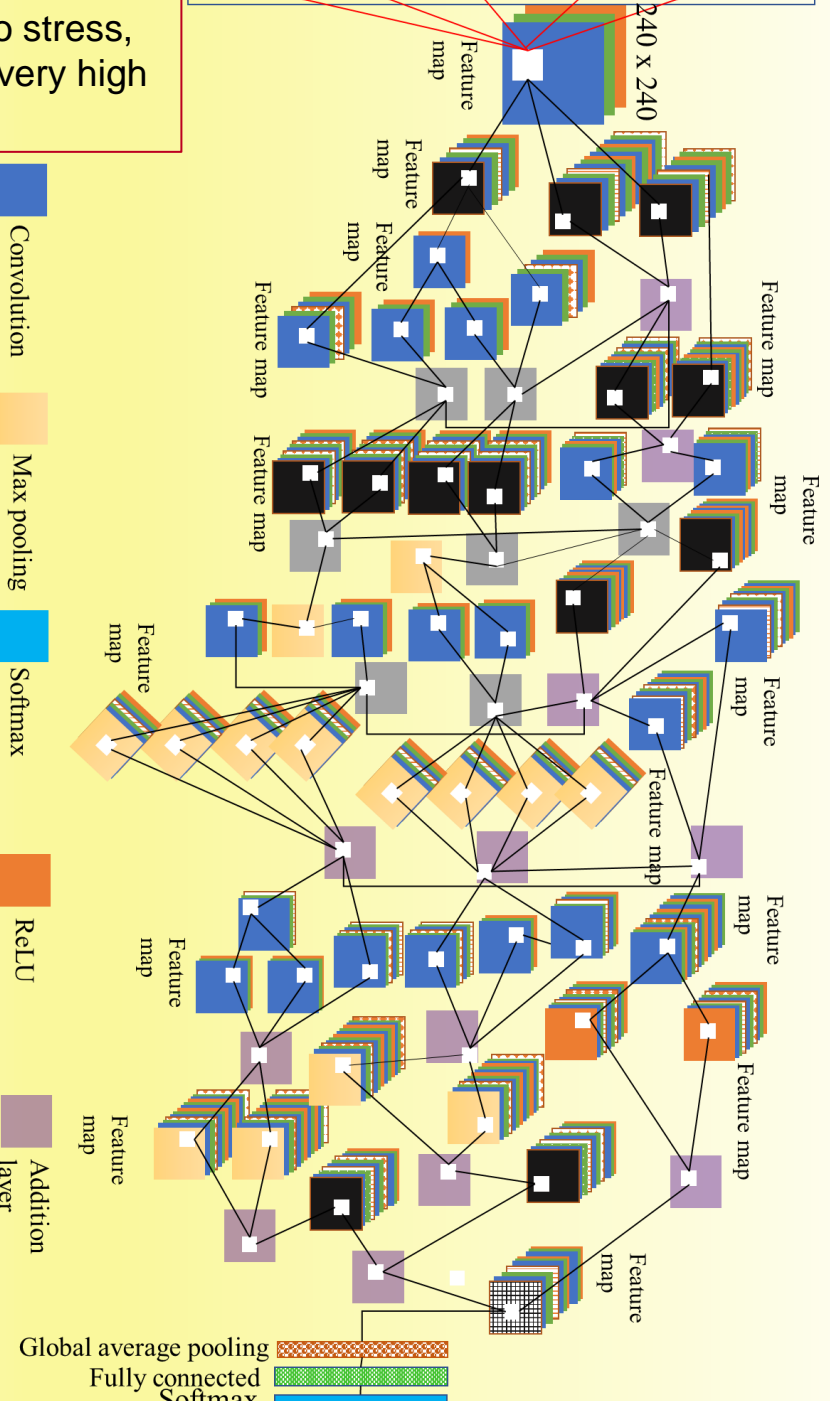 o stress,
very high
240 x 240
Feature
map
Feature
map
Feature
map
Feature map
Feature map
Feature map
Feature
map
Feature
map
Feature
map
Feature map
Feature
map
Feature
map
Feature map
Feature
map
Feature
map
Convolution
Max pooling
Softmax
ReLU
Addition
layer
Global average pooling
Fully connected
Softmax